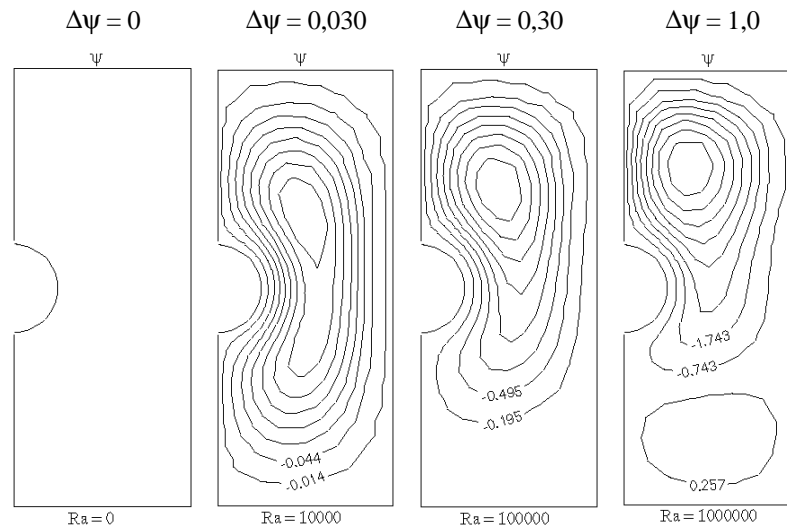 Δψ = 0
Δψ = 0,030
Δψ = 0,30
Δψ = 1,0
ψ
ψ
ψ
ψ
-0.044
-0.014
-0.495
-0.195
-1.743
-0.743
0.257
Ra=0
Ra=10000
Ra=100000
Ra=1000000